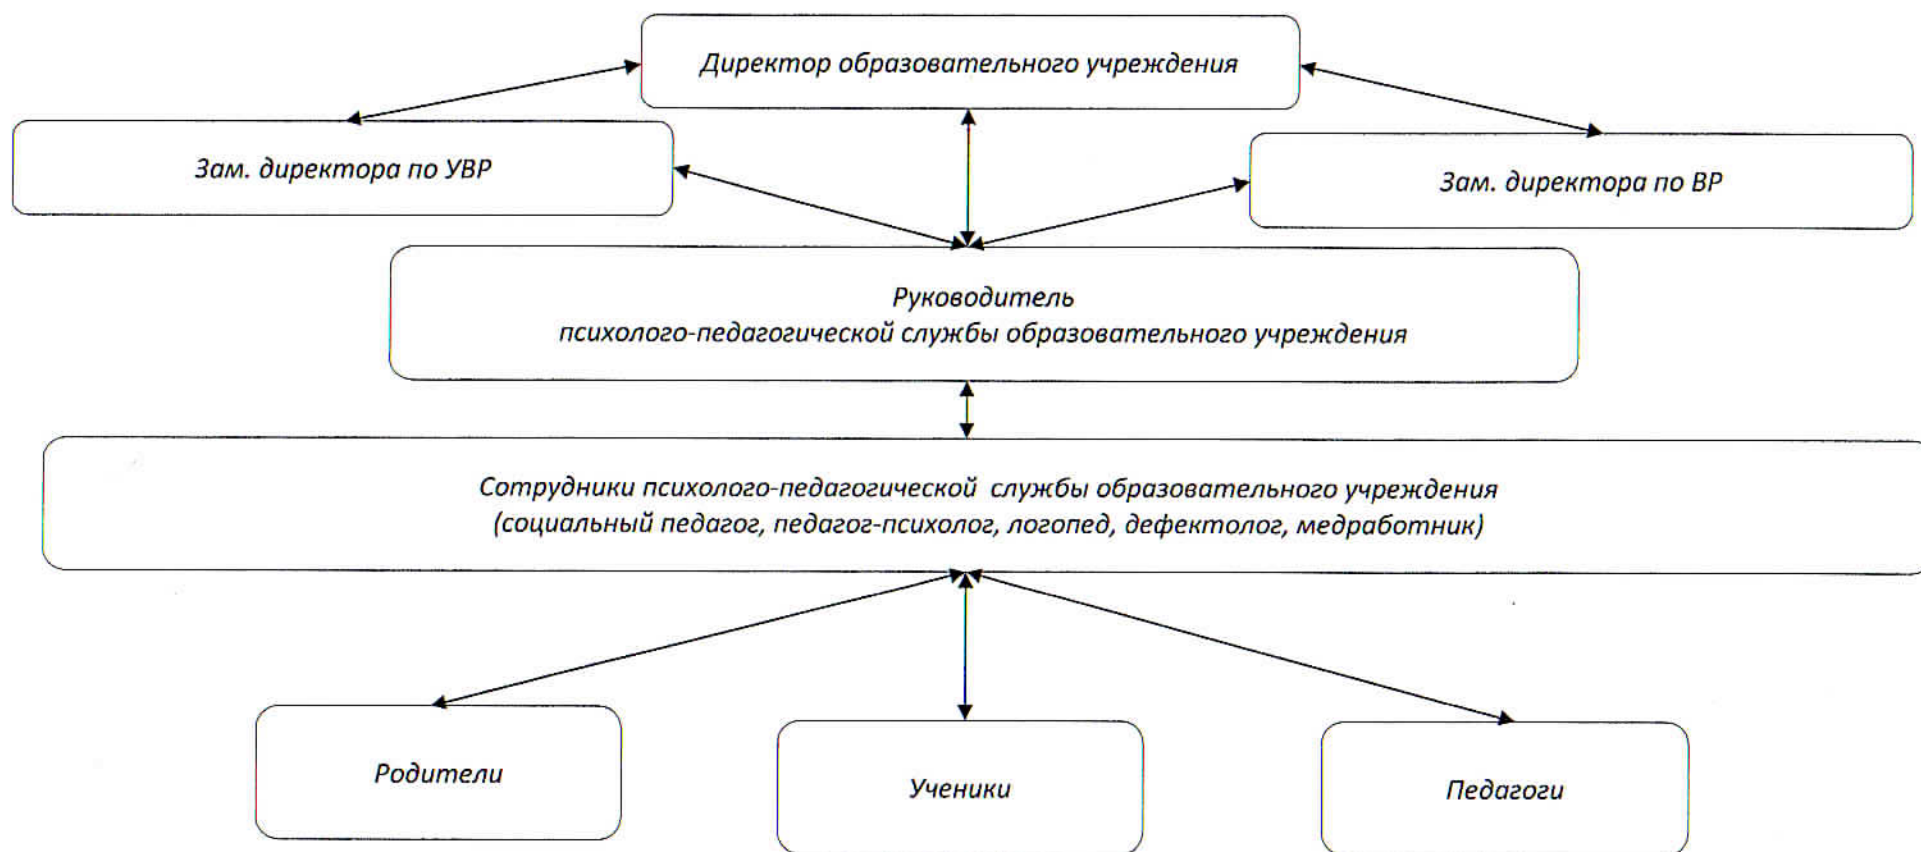 Директор образовательного учреждения
Зам. директора по УВР
Зам. директора по ВР
Руководитель
психолого-педагогической службы образовательного учреждения
Сотрудники психолого-педагогической службы образовательного учреждения
(социальный педагог, педагог-психолог, логопед, дефектолог, медработник)
Родители
Ученики
Педагоги